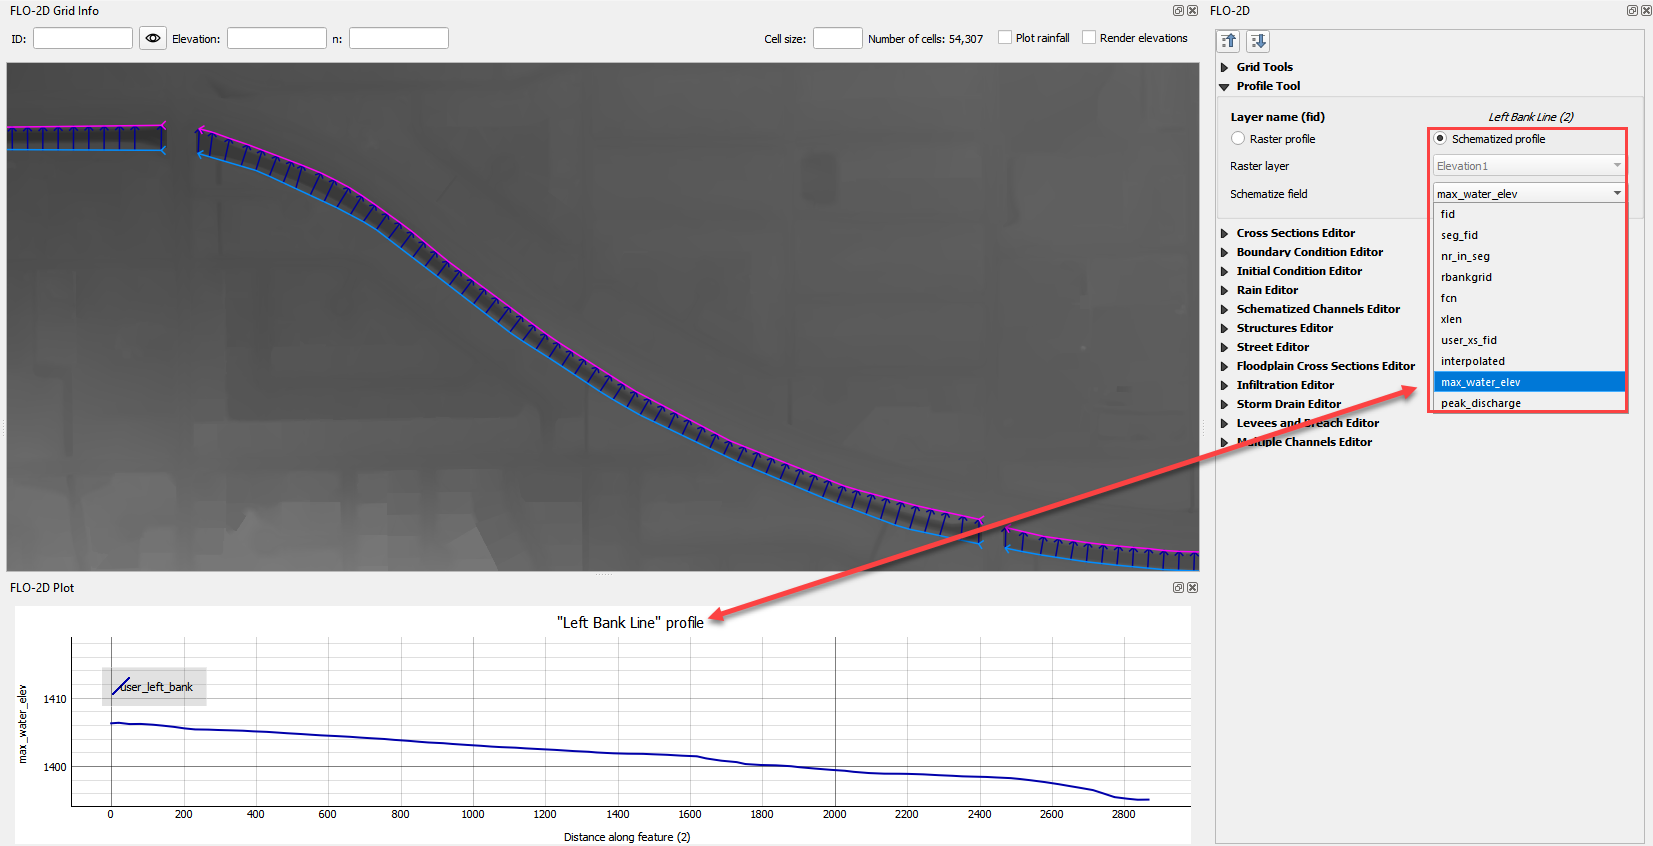 FLO-2D Grid Info
ID: Elevation: n: Cell size: Number of cells: 54,307 Plot rainfall Render elevations
FLO-2D Plot
"Left Bank Line" profile
user_left_bank
max_water_elev
1410
1400
0 200 400 600 800 1000 1200 1400 1600 1800 2000 2200 2400 2600 2800
Distance along feature (2)
FLO-2D
Grid Tools
Profile Tool
Layer name (fid) Left Bank Line (2)
Raster profile Schematized profile
Raster layer Elevation1
Schematize field max_water_elev
fid
seg_fid
nr_in_seg
rbankgrid
fcn
xlen
user_xs_fid
interpolated
max_water_elev
peak_discharge
Cross Sections Editor
Boundary Condition Editor
Initial Condition Editor
Rain Editor
Schematized Channels Editor
Structures Editor
Street Editor
Floodplain Cross Sections Editor
Infiltration Editor
Storm Drain Editor
Levees and Breach Editor
Multiple Channels Editor